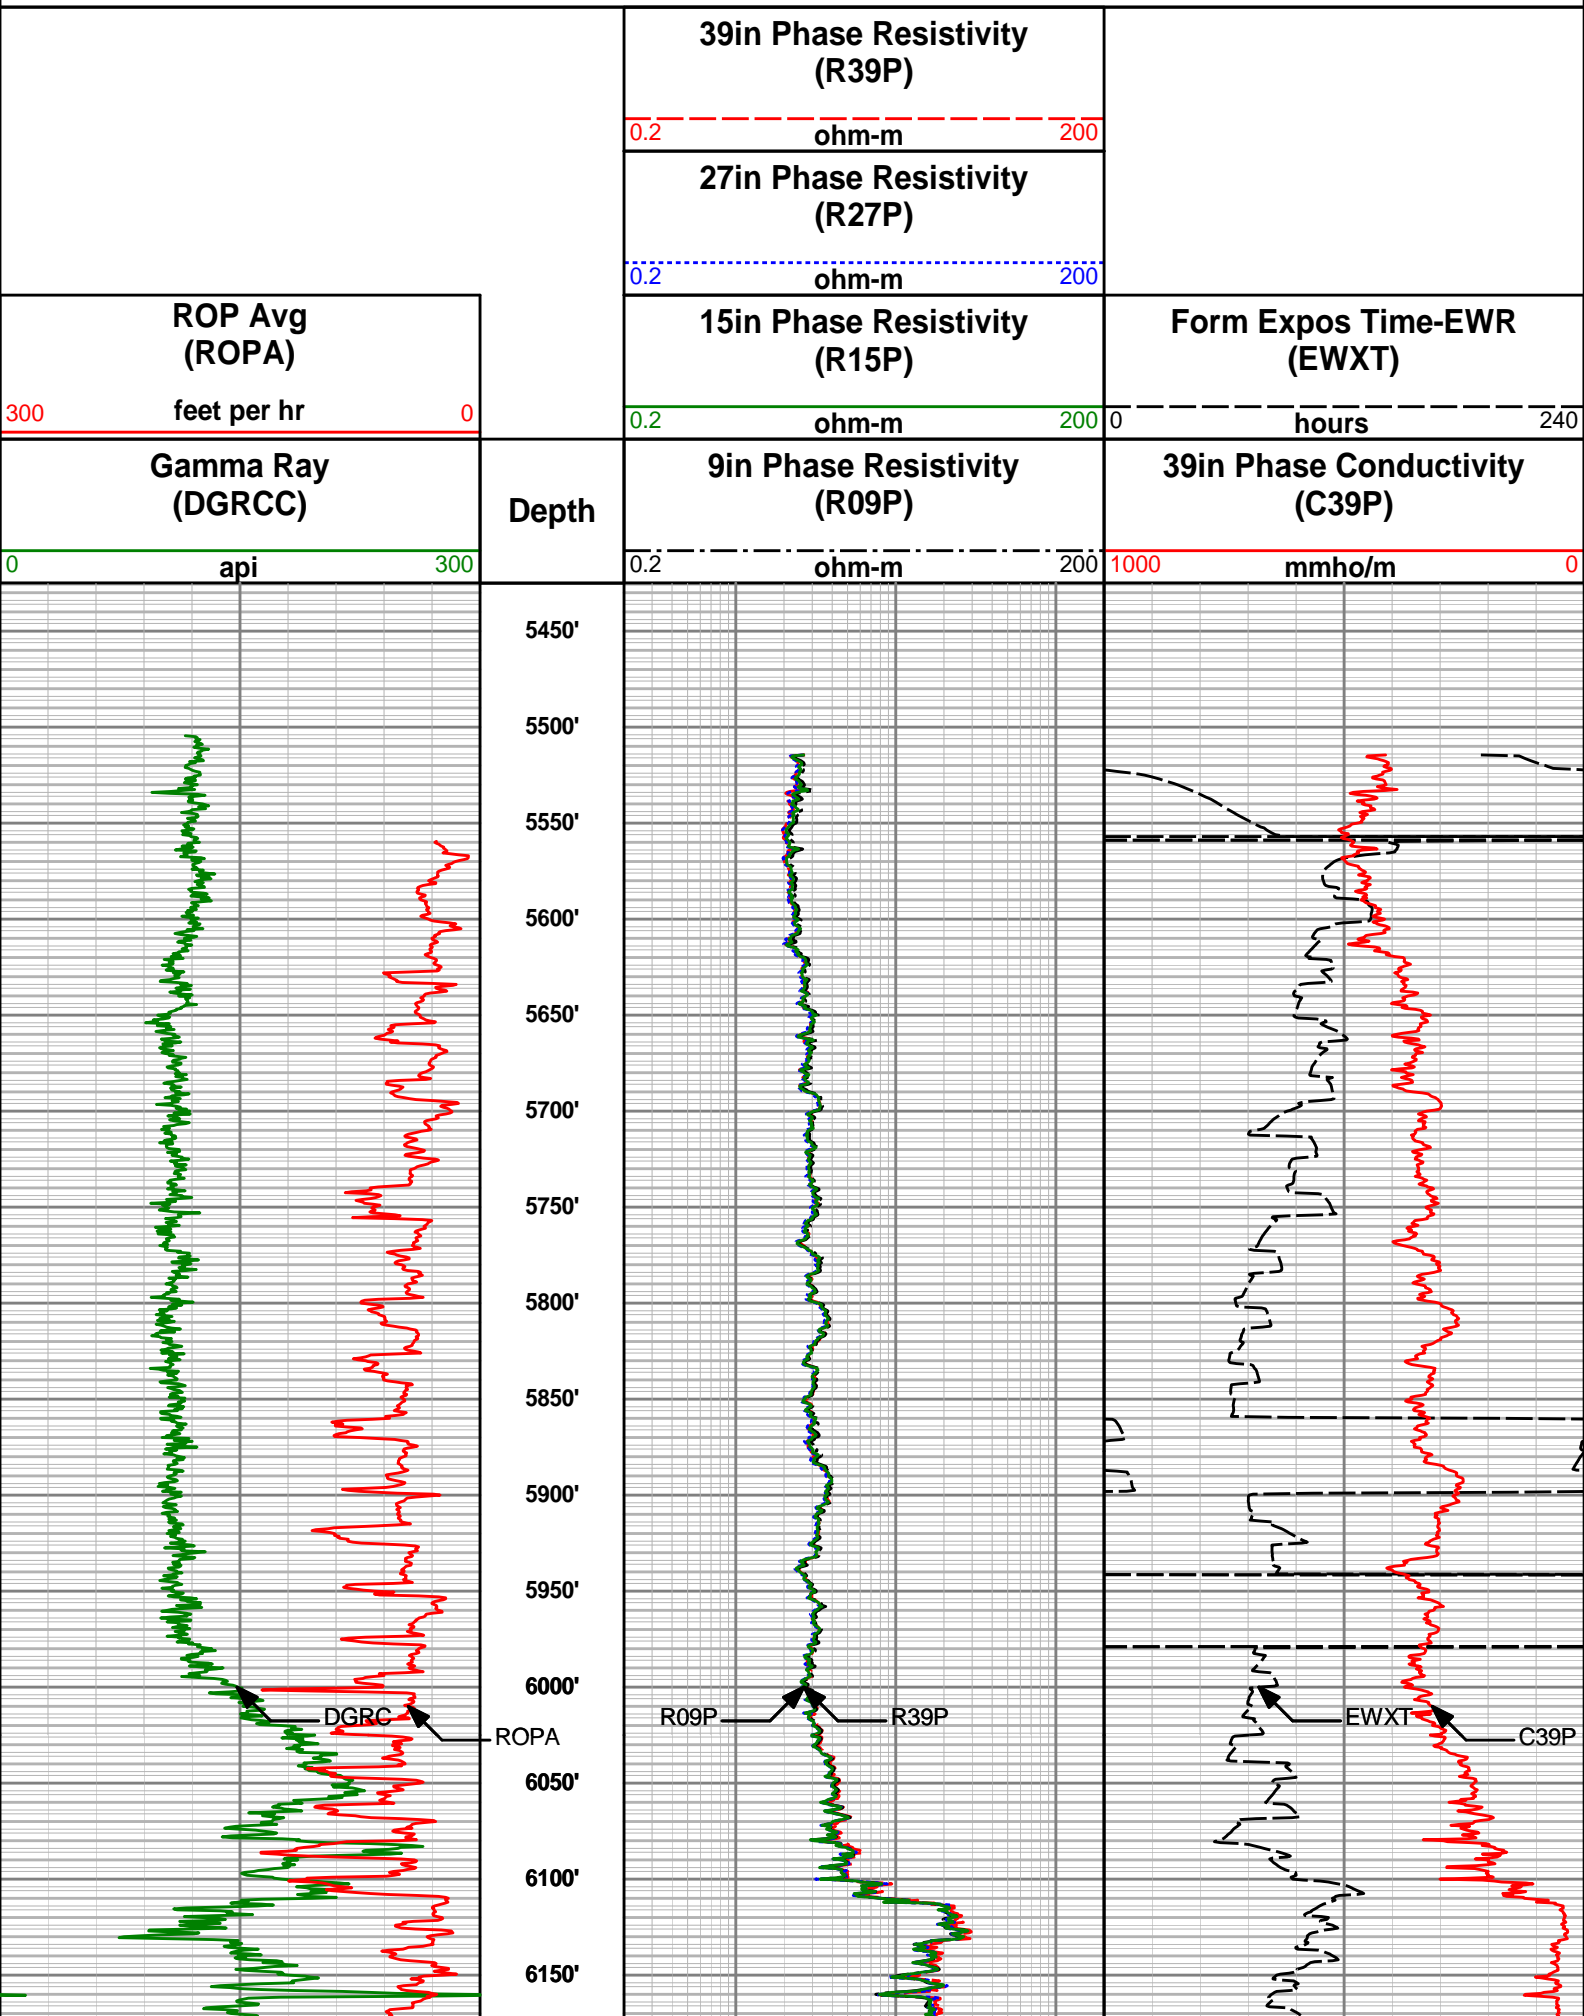 39in Phase Resistivity
(R39P)
0.2 ohm-m 200
27in Phase Resistivity
(R27P)
0.2 ohm-m 200
ROP Avg
(ROPA)
300 feet per hr 0
15in Phase Resistivity
(R15P)
0.2 ohm-m 200
Form Expos Time-EWR
(EWXT)
0 hours 240
Gamma Ray
(DGRCC)
0 api 300
Depth
9in Phase Resistivity
(R09P)
0.2 ohm-m 200
39in Phase Conductivity
(C39P)
1000 mmho/m 0
5450'
5500'
5550'
5600'
5650'
5700'
5750'
5800'
5850'
5900'
5950'
6000'
DGRC R09P R39P EWXT
ROPA C39P
6050'
6100'
6150'